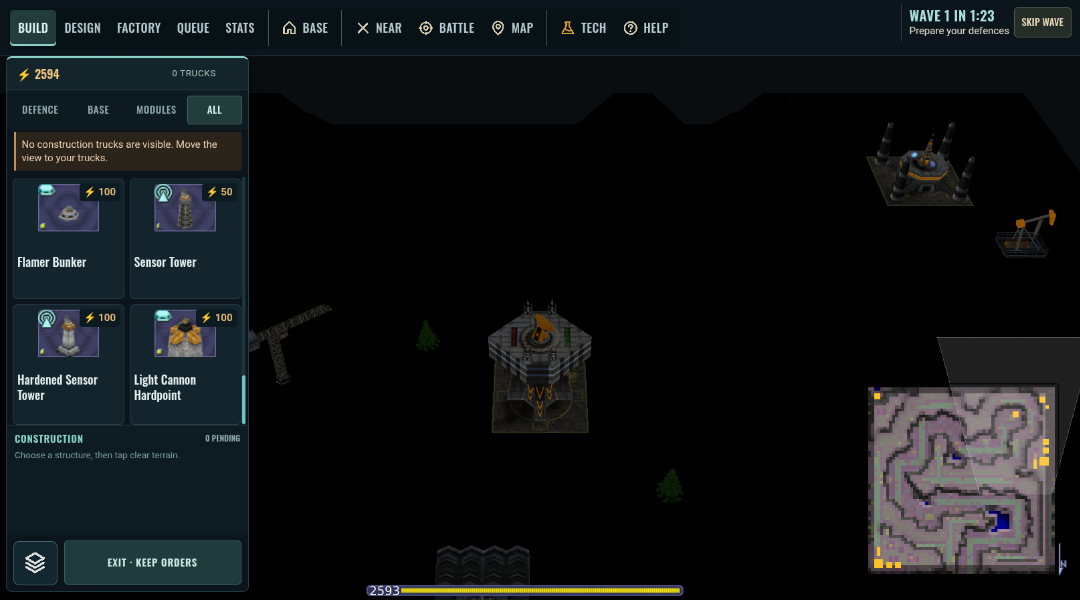 BUILD DESIGN FACTORY QUEUE STATS BASE NEAR BATTLE MAP TECH HELP
WAVE 1 IN 1:23
Prepare your defences
SKIP WAVE
2594
0 TRUCKS
DEFENCE BASE MODULES ALL
No construction trucks are visible. Move the
view to your trucks.
100
Flamer Bunker
50
Sensor Tower
100
Hardened Sensor
Tower
100
Light Cannon
Hardpoint
CONSTRUCTION
0 PENDING
Choose a structure, then tap clear terrain.
EXIT · KEEP ORDERS
2593
N